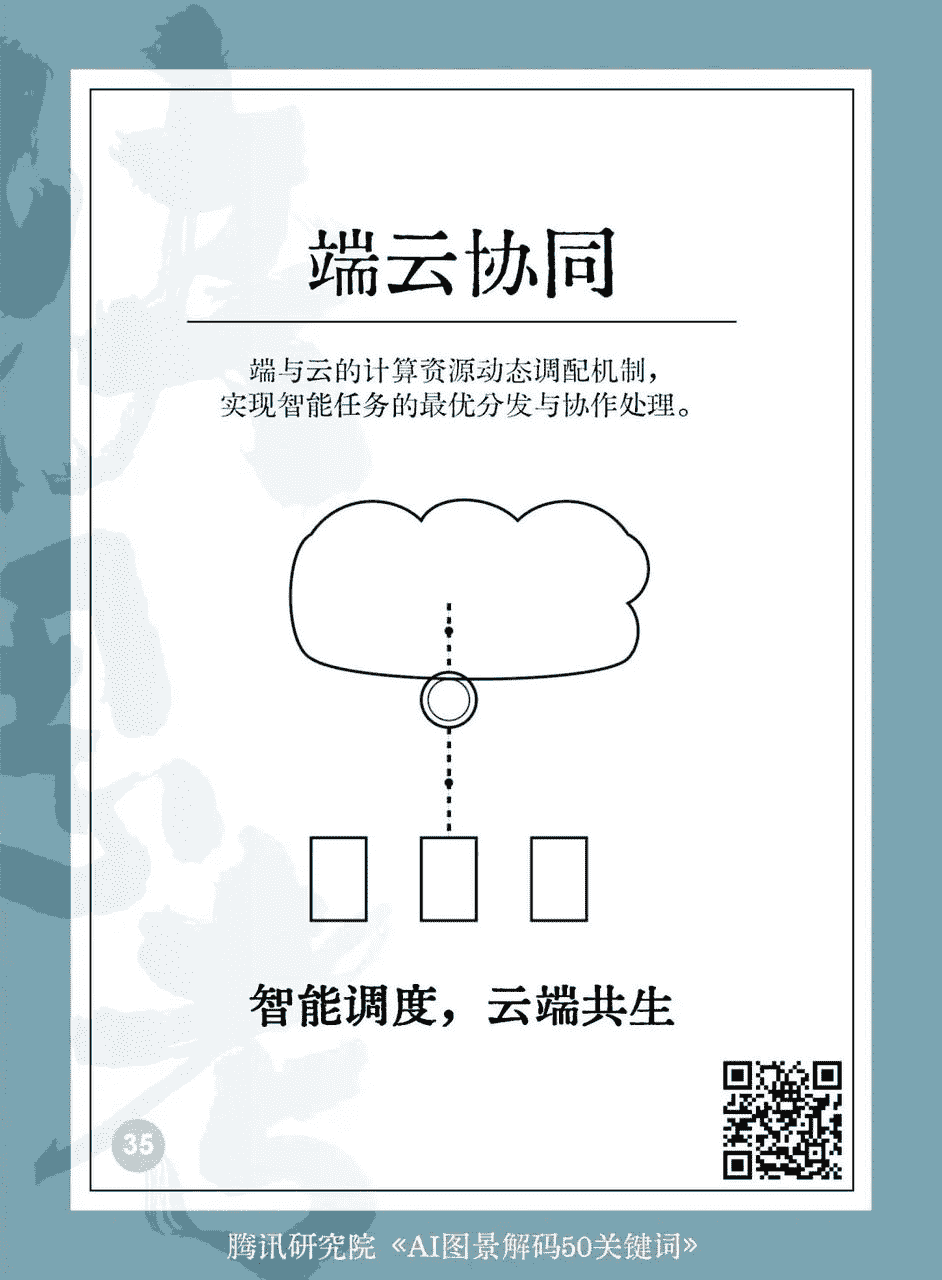 端云协同
端与云的计算资源动态调配机制，
实现智能任务的最优分发与协作处理。
智能调度，云端共生
35
腾讯研究院《AI图景解码50关键词》